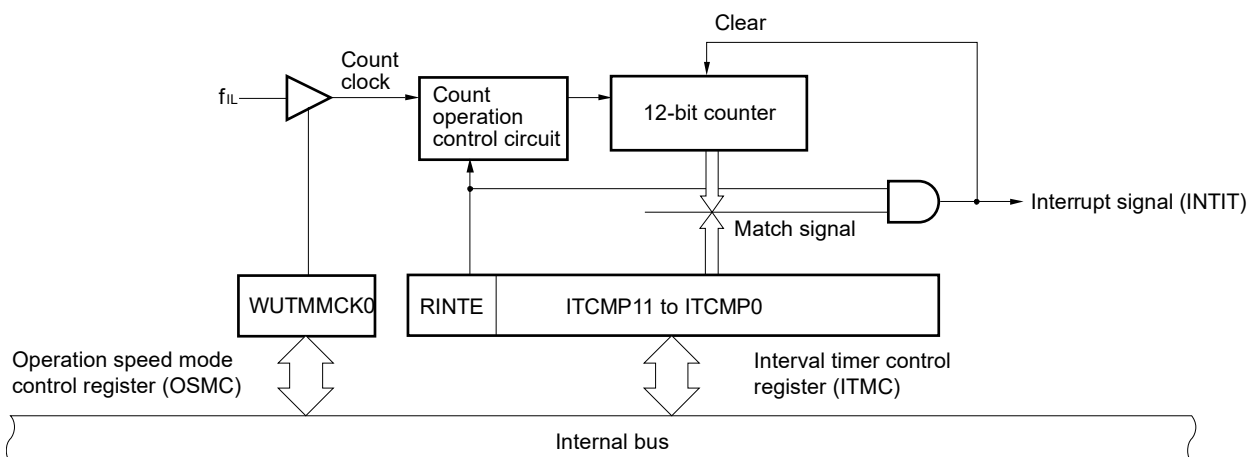 Clear
Count
clock
fIL
Count
operation
control circuit
12-bit counter
Interrupt signal (INTIT)
Match signal
WUTMMCK0
RINTE
ITCMP11 to ITCMP0
Operation speed mode
control register (OSMC)
Interval timer control
register (ITMC)
Internal bus